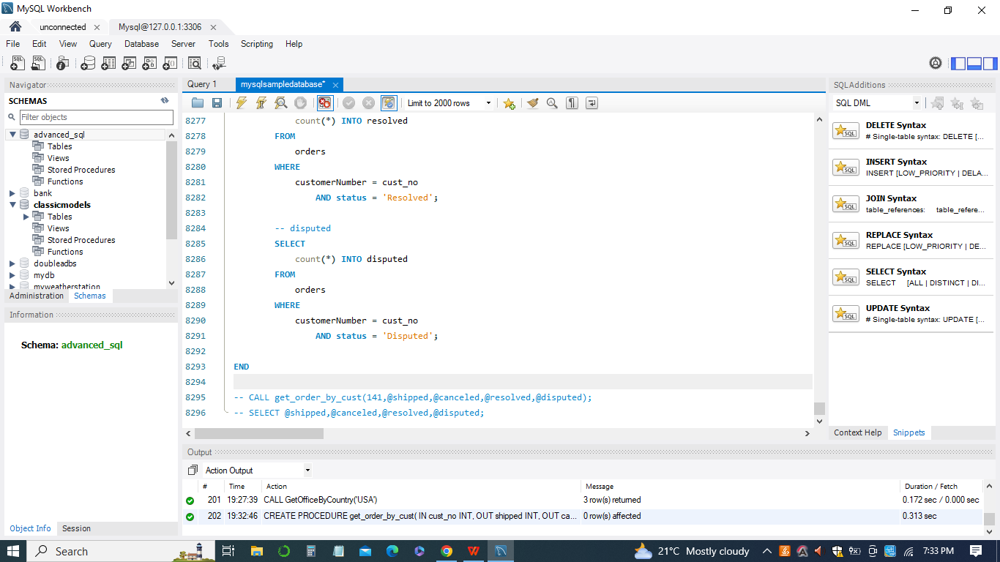 MySQL Workbench
unconnected
Mysql@127.0.0.1:3306
File Edit View Query Database Server Tools Scripting Help
Navigator
SCHEMAS
Filter objects
advanced_sql
Tables
Views
Stored Procedures
Functions
bank
classicmodels
Tables
Views
Stored Procedures
Functions
doubleadbs
mydb
myweatherstation
Administration Schemas
Information
Schema: advanced_sql
Object Info Session
Query 1
mysqlsampledatabase*
Limit to 2000 rows
8277 count(*) INTO resolved
8278 FROM
8279 orders
8280 WHERE
8281 customerNumber = cust_no
8282 AND status = 'Resolved';
8283
8284 -- disputed
8285 SELECT
8286 count(*) INTO disputed
8287 FROM
8288 orders
8289 WHERE
8290 customerNumber = cust_no
8291 AND status = 'Disputed';
8292
8293 END
8294
8295 -- CALL get_order_by_cust(141,@shipped,@canceled,@resolved,@disputed);
8296 -- SELECT @shipped,@canceled,@resolved,@disputed;
Output
Action Output
# Time Action Message Duration / Fetch
201 19:27:39 CALL GetOfficeByCountry('USA') 3 row(s) returned 0.172 sec / 0.000 sec
202 19:32:46 CREATE PROCEDURE get_order_by_cust( IN cust_no INT, OUT shipped INT, OUT ca... 0 row(s) affected 0.313 sec
SQLAdditions
SQL DML
DELETE Syntax
# Single-table syntax: DELETE [...
INSERT Syntax
INSERT [LOW_PRIORITY | DELA...
JOIN Syntax
table_references: table_refere...
REPLACE Syntax
REPLACE [LOW_PRIORITY | DE...
SELECT Syntax
SELECT [ALL | DISTINCT | DI...
UPDATE Syntax
# Single-table syntax: UPDATE [...
Context Help Snippets
Search
21°C Mostly cloudy
7:33 PM